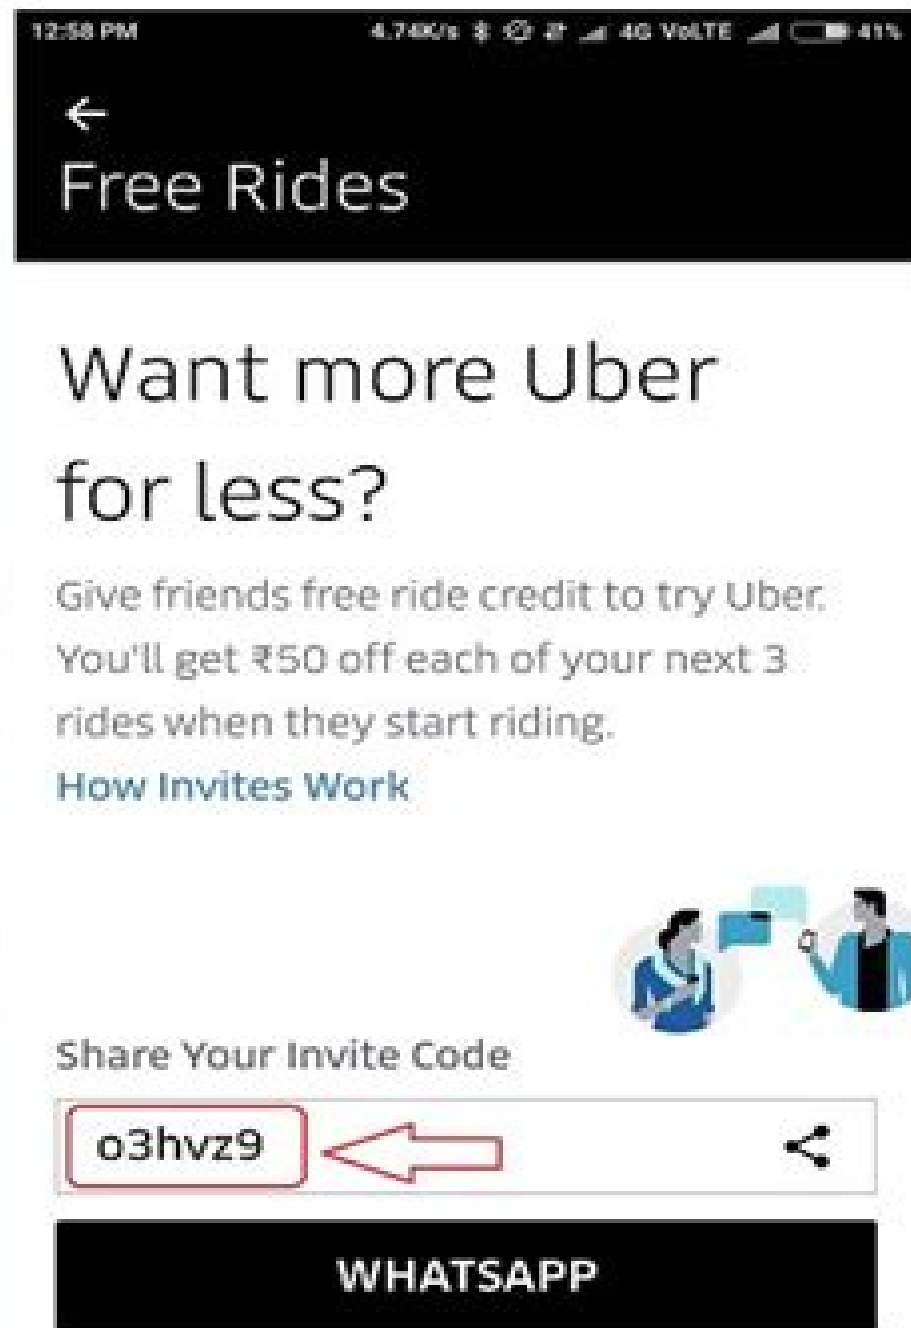 12:58 PM 4.74K/s 4G VoLTE 41%
Free Rides
Want more Uber
for less?
Give friends free ride credit to try Uber.
You'll get ₹50 off each of your next 3
rides when they start riding.
How Invites Work
Share Your Invite Code
o3hvz9
WHATSAPP